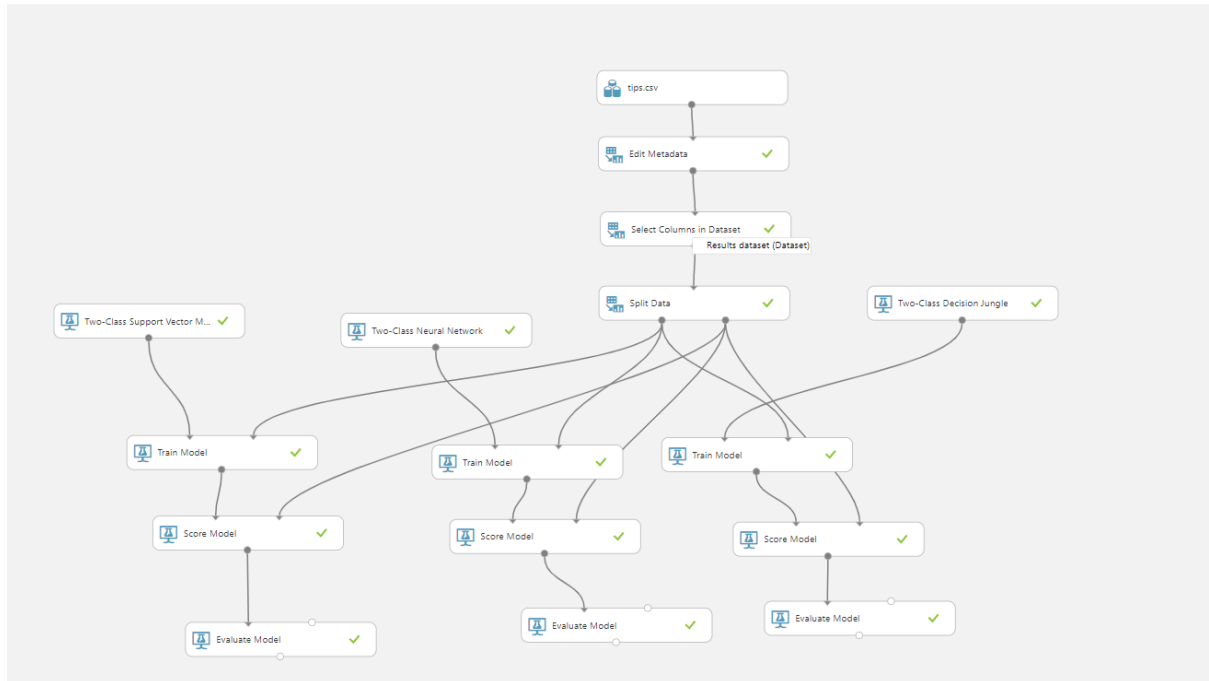 tips.csv
Edit Metadata
Select Columns in Dataset
Results dataset (Dataset)
Split Data
Two-Class Decision Jungle
Two-Class Support Vector M...
Two-Class Neural Network
Train Model
Train Model
Train Model
Score Model
Score Model
Score Model
Evaluate Model
Evaluate Model
Evaluate Model